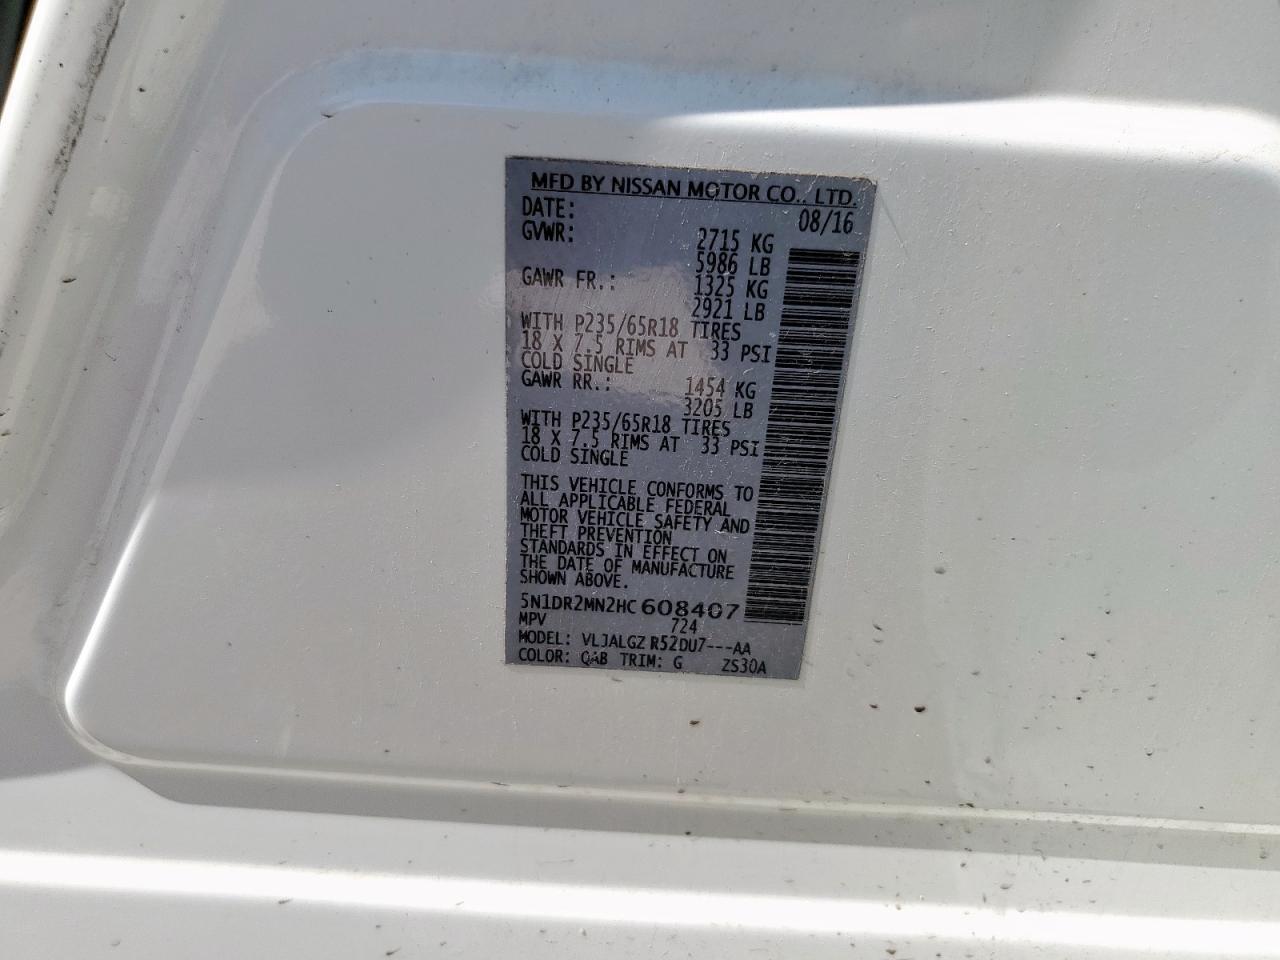 MFD BY NISSAN MOTOR CO., LTD.
DATE: 08/16
GVWR: 2715 KG
5986 LB
GAWR FR.: 1325 KG
2921 LB
WITH P235/65R18 TIRES
18 X 7.5 RIMS AT 33 PSI
COLD SINGLE
GAWR RR.: 1454 KG
3205 LB
WITH P235/65R18 TIRES
18 X 7.5 RIMS AT 33 PSI
COLD SINGLE
THIS VEHICLE CONFORMS TO
ALL APPLICABLE FEDERAL
MOTOR VEHICLE SAFETY AND
THEFT PREVENTION
STANDARDS IN EFFECT ON
THE DATE OF MANUFACTURE
SHOWN ABOVE.
5N1DR2MN2HC608407
MPV 724
MODEL: VLJALGZ R52DU7---AA
COLOR: QAB TRIM: G ZS30A